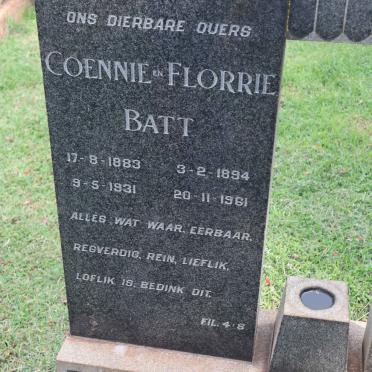 ONS DIERBARE OUERS
COENNIE EN FLORRIE
BATT
17-8-1883 3-2-1894
9-5-1931 20-11-1961
ALLES WAT WAAR, EERBAAR,
REGVERDIG, REIN, LIEFLIK,
LOFLIK IS, BEDINK DIT.
FIL. 4-8